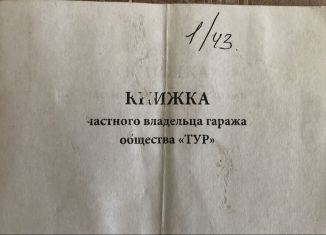 1/43.
КНИЖКА
частного владельца гаража
общества «ТУР»